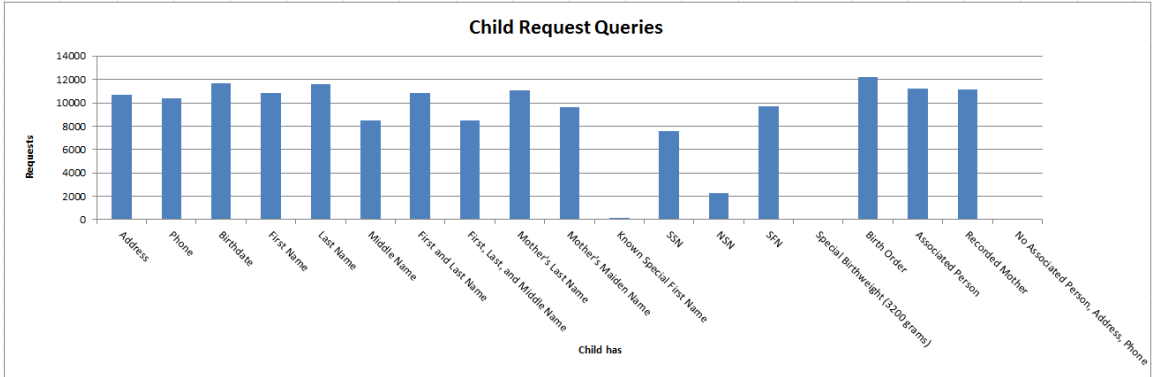 Child Request Queries
14000
12000
10000
8000
6000
4000
2000
0
Requests
Address
Phone
Birthdate
First Name
Last Name
Middle Name
First and Last Name
First, Last, and Middle Name
Mother's Last Name
Mother's Maiden Name
Known Special First Name
SSN
NSN
SFN
Special Birthweight (3200 grams)
Birth Order
Associated Person
Recorded Mother
No Associated Person, Address, Phone
Child has